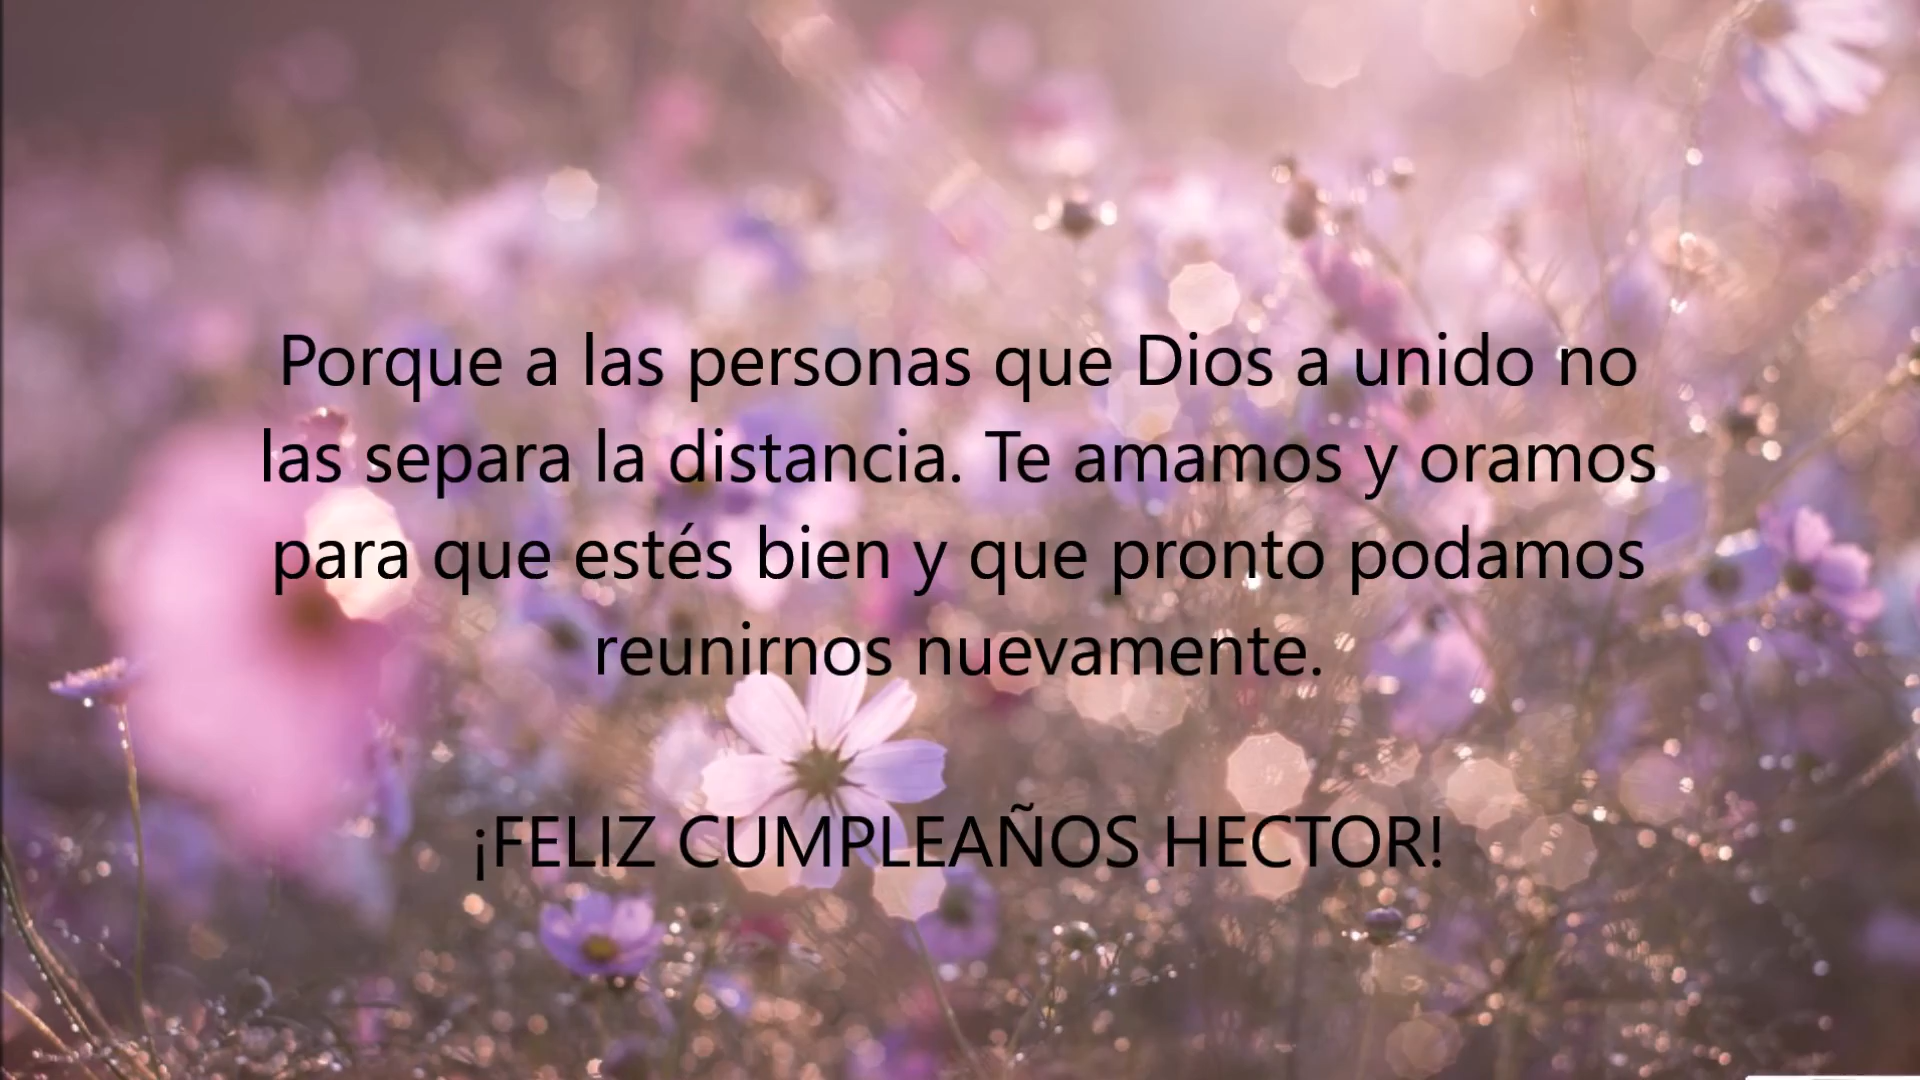 Porque a las personas que Dios a unido no
las separa la distancia. Te amamos y oramos
para que estés bien y que pronto podamos
reunirnos nuevamente.
¡FELIZ CUMPLEAÑOS HECTOR!